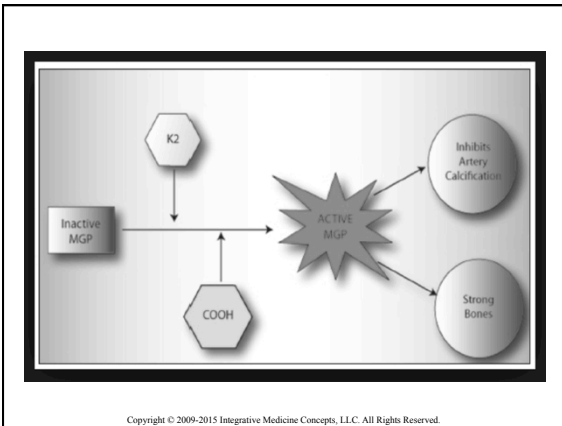 K2
Inactive
MGP
COOH
ACTIVE
MGP
Inhibits
Artery
Calcification
Strong
Bones
Copyright © 2009-2015 Integrative Medicine Concepts, LLC. All Rights Reserved.